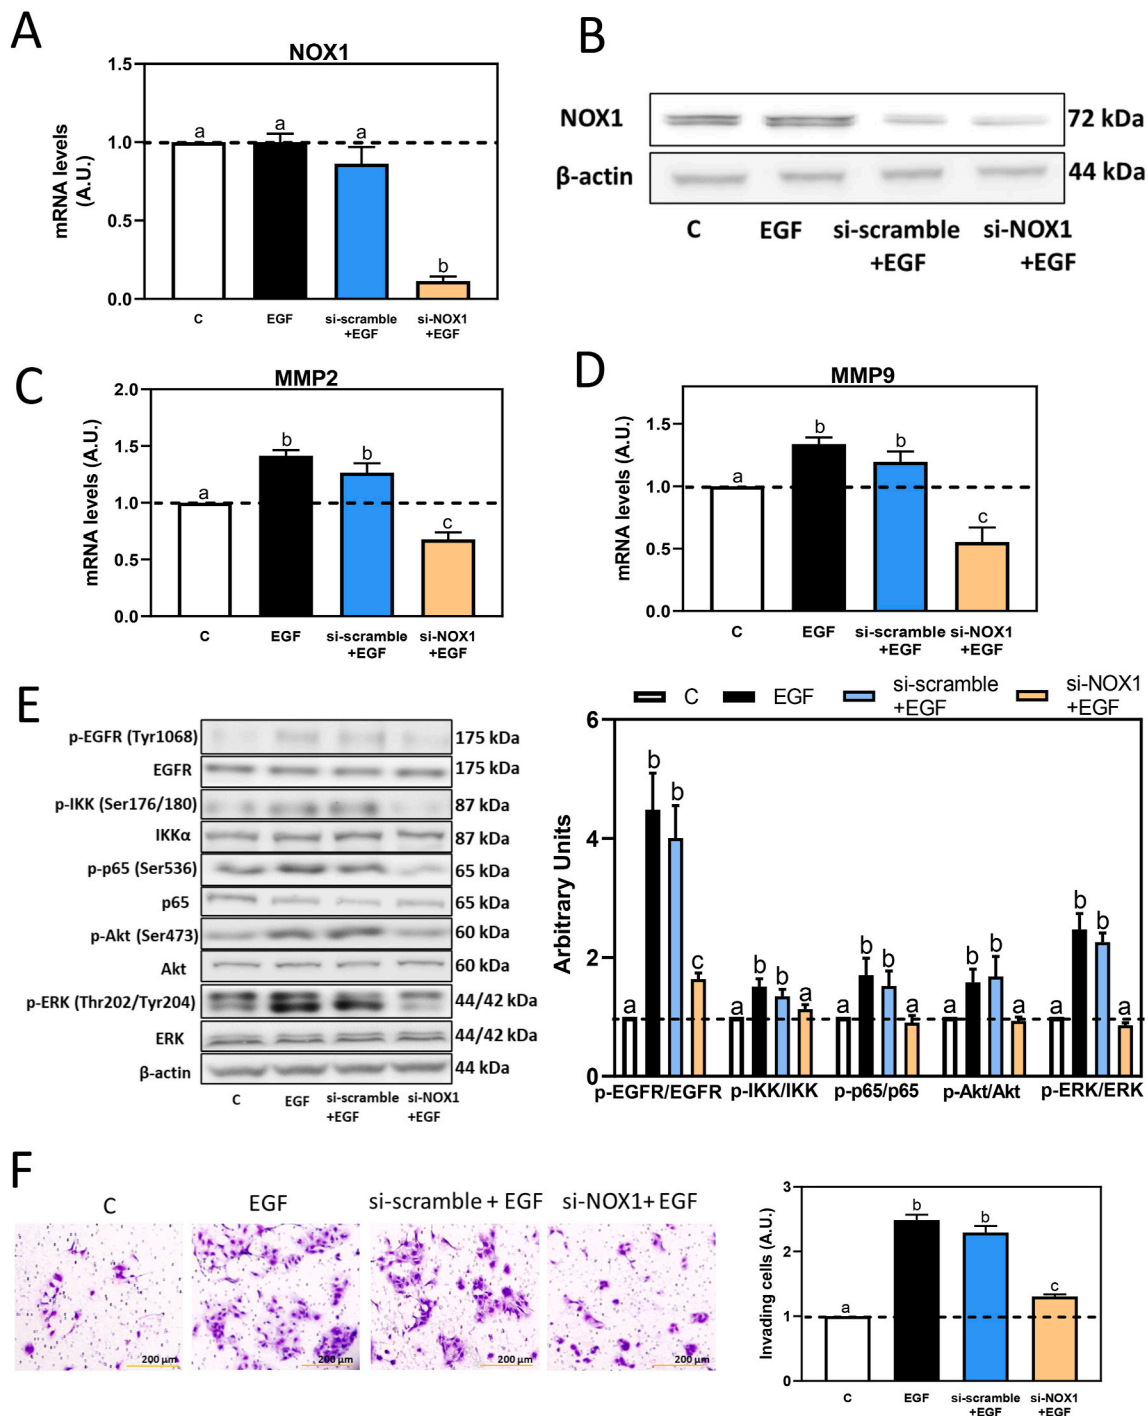 A
NOX1
mRNA levels
(A.U.)
1.5
1.0
0.5
0.0
a
a
a
b
C
EGF
si-scramble
+EGF
si-NOX1
+EGF
B
NOX1
72 kDa
β-actin
44 kDa
C
EGF
si-scramble
+EGF
si-NOX1
+EGF
C
MMP2
mRNA levels (A.U.)
2.0
1.5
1.0
0.5
0.0
a
b
b
c
C
EGF
si-scramble
+EGF
si-NOX1
+EGF
D
MMP9
mRNA levels (A.U.)
1.5
1.0
0.5
0.0
a
b
b
c
C
EGF
si-scramble
+EGF
si-NOX1
+EGF
E
p-EGFR (Tyr1068)
175 kDa
EGFR
175 kDa
p-IKK (Ser176/180)
87 kDa
IKKα
87 kDa
p-p65 (Ser536)
65 kDa
p65
65 kDa
p-Akt (Ser473)
60 kDa
Akt
60 kDa
p-ERK (Thr202/Tyr204)
44/42 kDa
ERK
44/42 kDa
β-actin
44 kDa
C
EGF
si-scramble
+EGF
si-NOX1
+EGF
C
EGF
si-scramble
+EGF
si-NOX1
+EGF
Arbitrary Units
6
4
2
0
a
b
b
c
a
b
b
a
a
b
b
a
a
b
b
a
a
b
b
a
p-EGFR/EGFR
p-IKK/IKK
p-p65/p65
p-Akt/Akt
p-ERK/ERK
F
C
EGF
si-scramble + EGF
si-NOX1+ EGF
200 μm
200 μm
200 μm
200 μm
Invading cells (A.U.)
3
2
1
0
a
b
b
c
C
EGF
si-scramble
+EGF
si-NOX1
+EGF